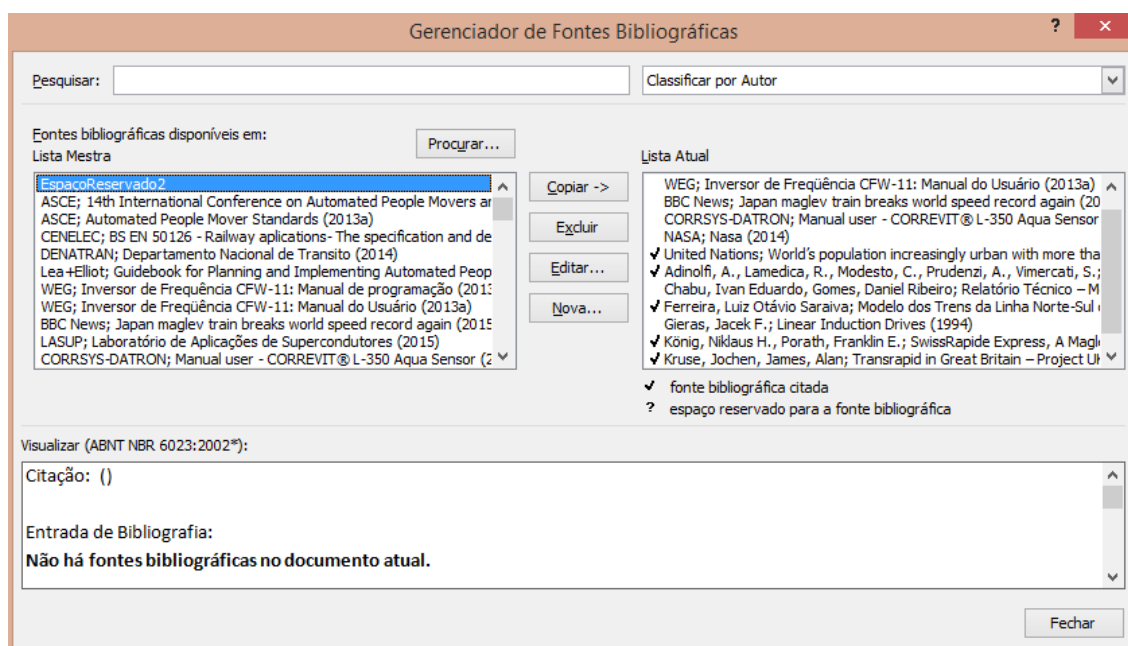 Gerenciador de Fontes Bibliográficas
? ×
Pesquisar:
Classificar por Autor
Fontes bibliográficas disponíveis em:
Lista Mestra
Procurar...
Lista Atual
EspaçoReservado2
ASCE; 14th International Conference on Automated People Movers ar
ASCE; Automated People Mover Standards (2013a)
CENELEC; BS EN 50126 - Railway aplications- The specification and de
DENATRAN; Departamento Nacional de Transito (2014)
Lea+Elliot; Guidebook for Planning and Implementing Automated Peop
WEG; Inversor de Frequência CFW-11: Manual de programação (2013
WEG; Inversor de Freqüência CFW-11: Manual do Usuário (2013a)
BBC News; Japan maglev train breaks world speed record again (2015
LASUP; Laboratório de Aplicações de Supercondutores (2015)
CORRSYS-DATRON; Manual user - CORREVIT® L-350 Aqua Sensor (2
Copiar ->
Excluir
Editar...
Nova...
WEG; Inversor de Freqüência CFW-11: Manual do Usuário (2013a)
BBC News; Japan maglev train breaks world speed record again (20
CORRSYS-DATRON; Manual user - CORREVIT® L-350 Aqua Sensor
NASA; Nasa (2014)
✓ United Nations; World's population increasingly urban with more tha
✓ Adinolfi, A., Lamedica, R., Modesto, C., Prudenzi, A., Vimercati, S.;
Chabu, Ivan Eduardo, Gomes, Daniel Ribeiro; Relatório Técnico – M
✓ Ferreira, Luiz Otávio Saraiva; Modelo dos Trens da Linha Norte-Sul
Gieras, Jacek F.; Linear Induction Drives (1994)
✓ König, Niklaus H., Porath, Franklin E.; SwissRapide Express, A Magl
✓ Kruse, Jochen, James, Alan; Transrapid in Great Britain – Project UK
✓ fonte bibliográfica citada
? espaço reservado para a fonte bibliográfica
Visualizar (ABNT NBR 6023:2002*):
Citação: ()
Entrada de Bibliografia:
Não há fontes bibliográficas no documento atual.
Fechar